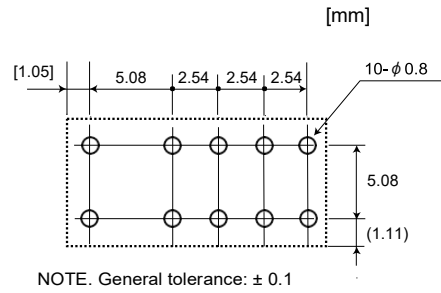 [mm]
[1.05] 5.08 2.54 2.54 2.54 10-ϕ0.8
5.08
(1.11)
NOTE. General tolerance: ± 0.1